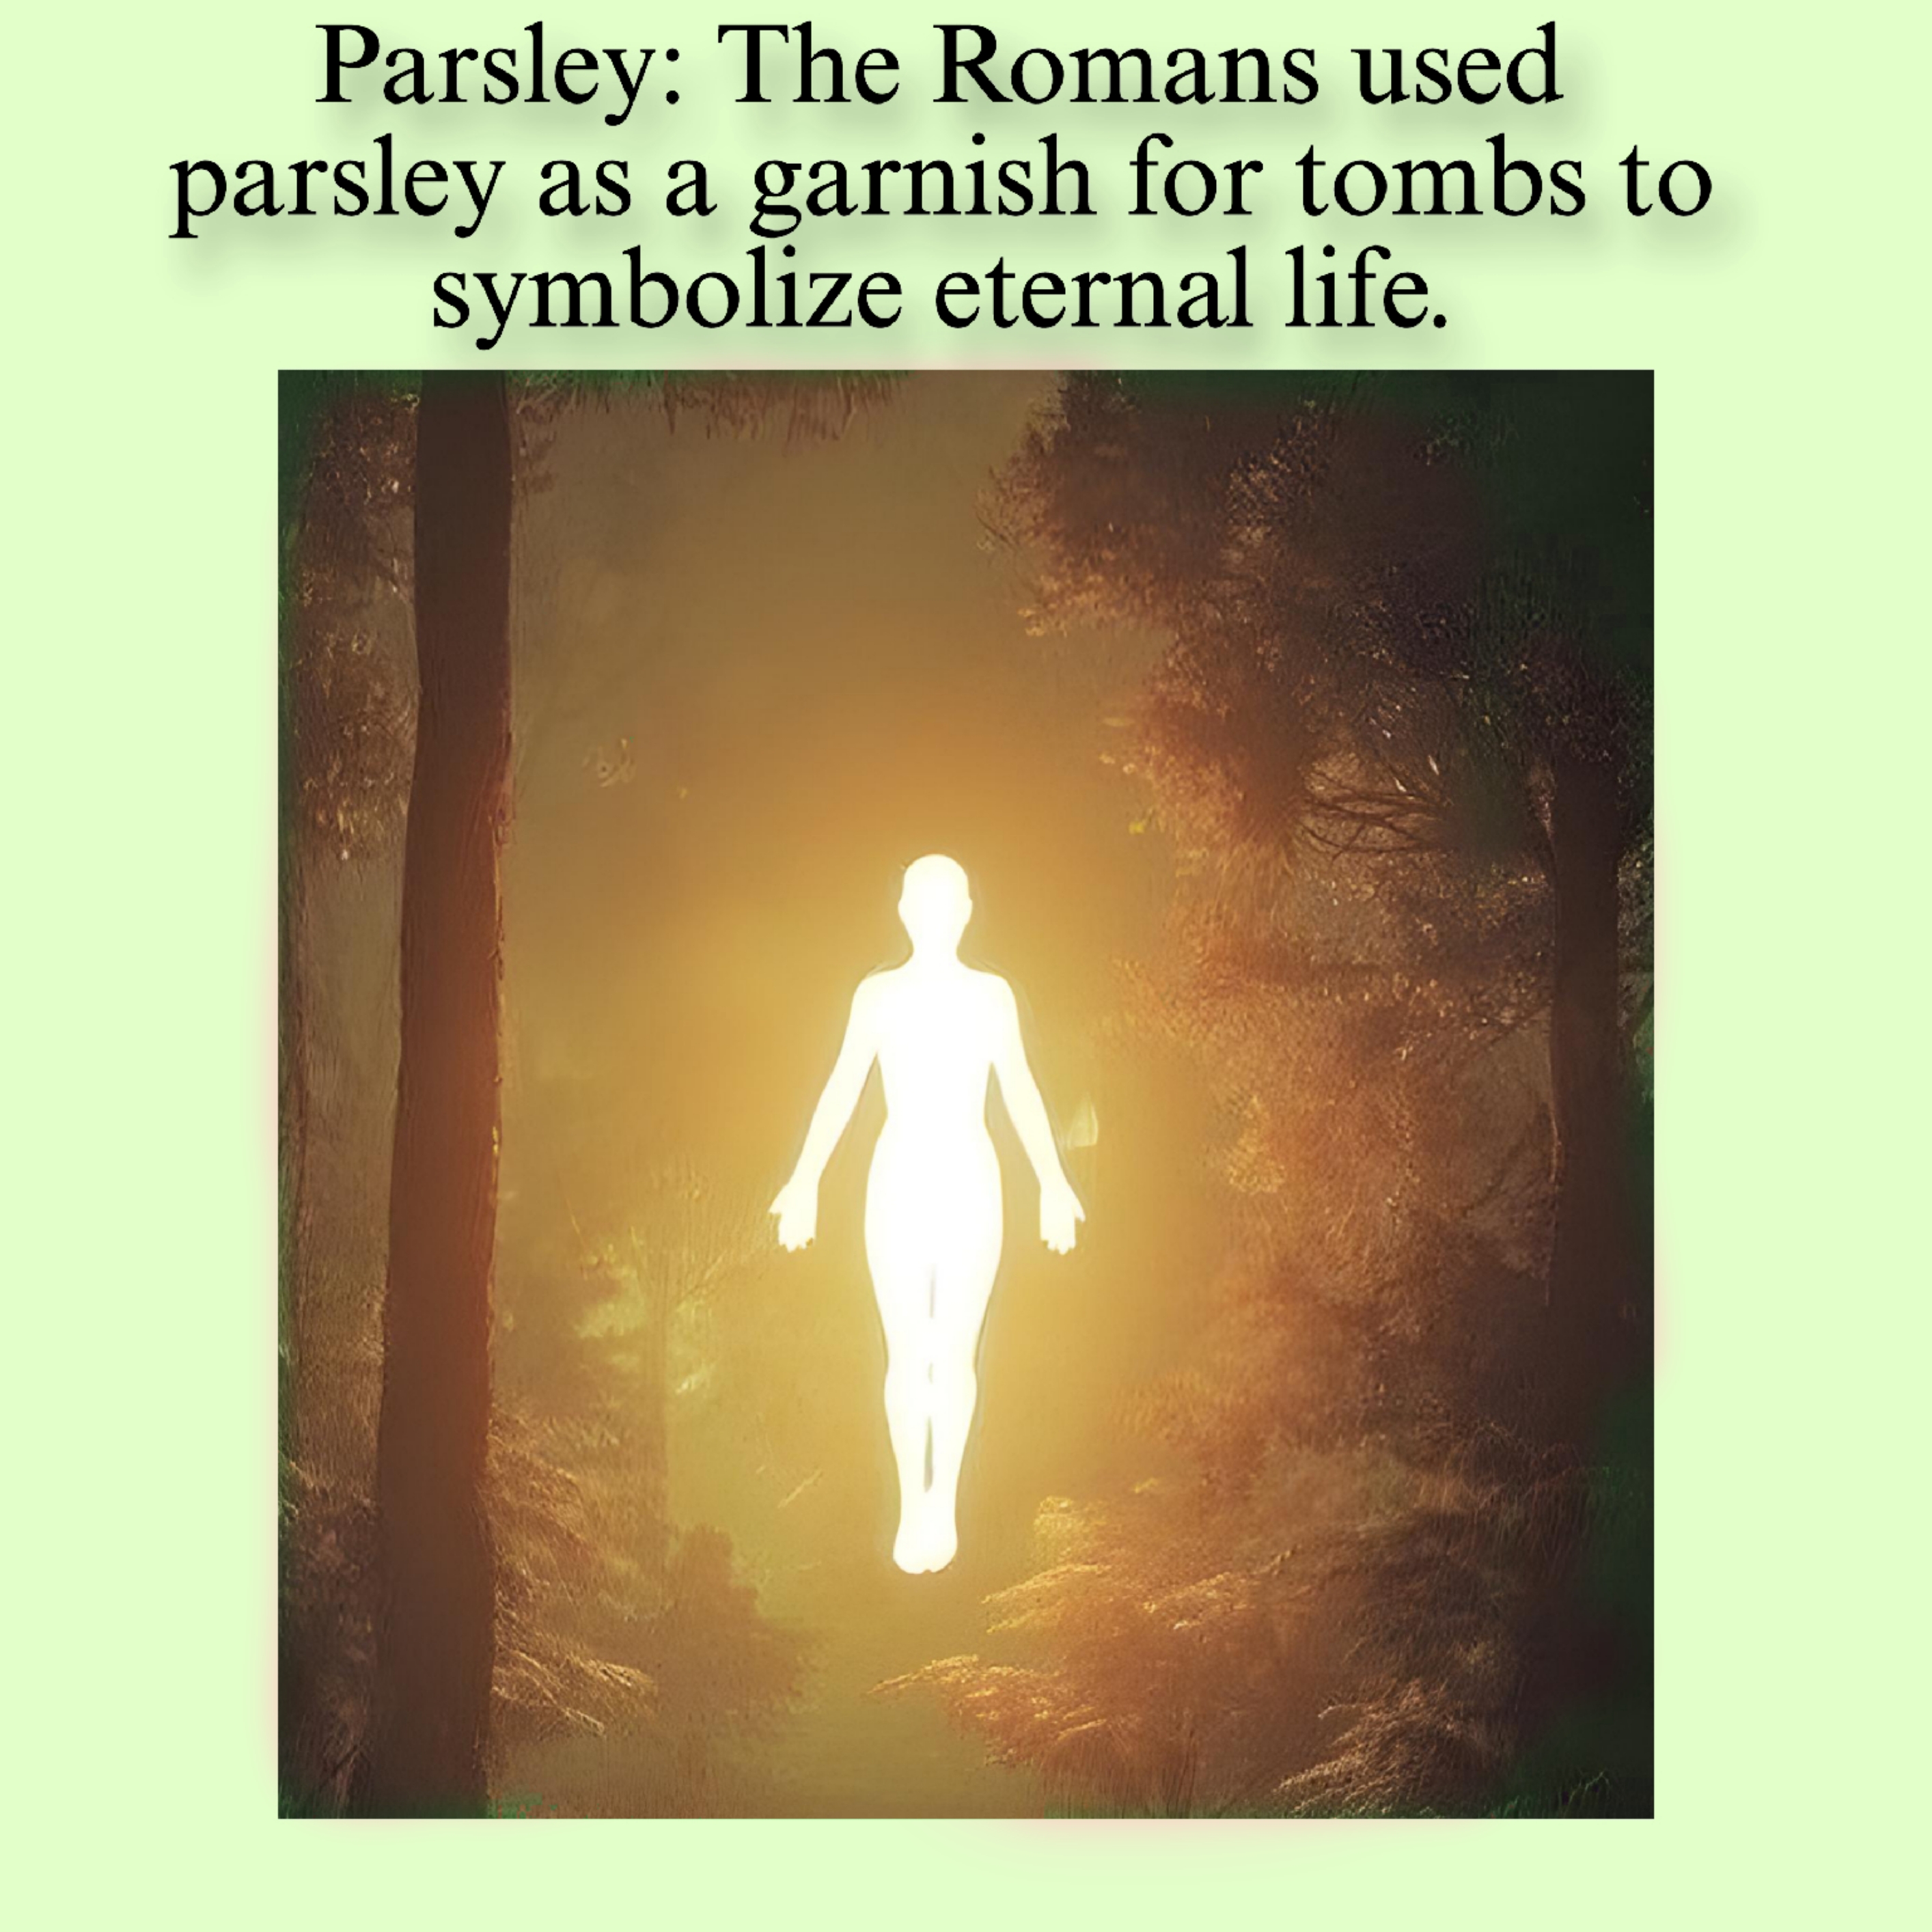 Parsley: The Romans used
parsley as a garnish for tombs to
symbolize eternal life.